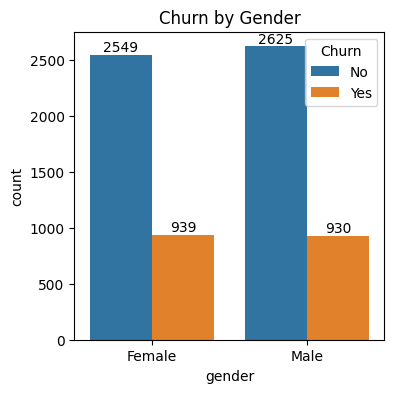 Churn by Gender
2549
2625
Churn
No
Yes
939
930
2500
2000
1500
1000
500
0
count
Female
Male
gender